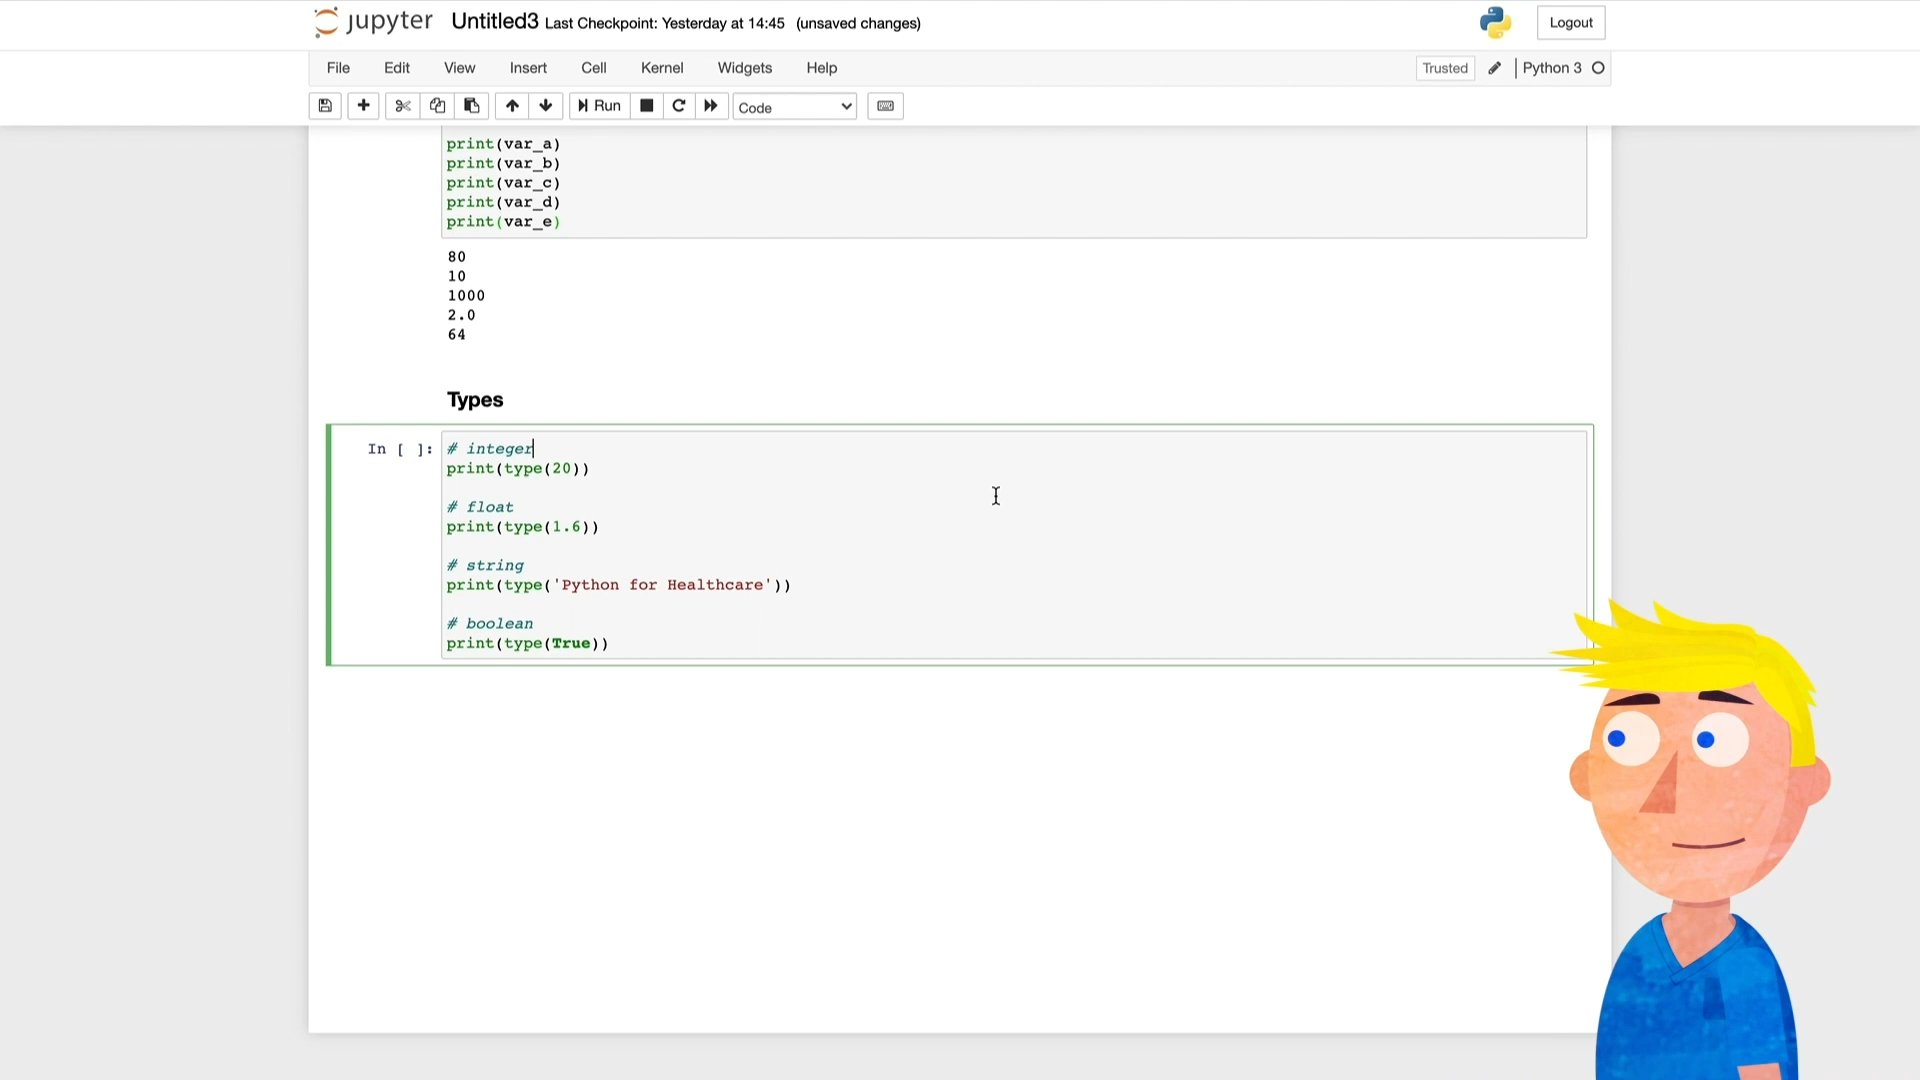 jupyter Untitled3 Last Checkpoint: Yesterday at 14:45 (unsaved changes)
Logout
File Edit View Insert Cell Kernel Widgets Help
Trusted Python 3
Run Code
print(var_a)
print(var_b)
print(var_c)
print(var_d)
print(var_e)
80
10
1000
2.0
64
Types
In [ ]: # integer
print(type(20))
# float
print(type(1.6))
# string
print(type('Python for Healthcare'))
# boolean
print(type(True))